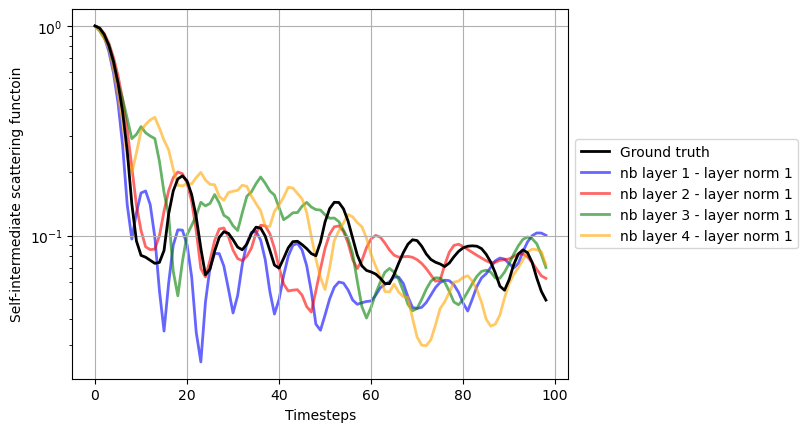 Self-intermediate scattering functoin
10⁰
10⁻¹
0 20 40 60 80 100
Timesteps
Ground truth
nb layer 1 - layer norm 1
nb layer 2 - layer norm 1
nb layer 3 - layer norm 1
nb layer 4 - layer norm 1